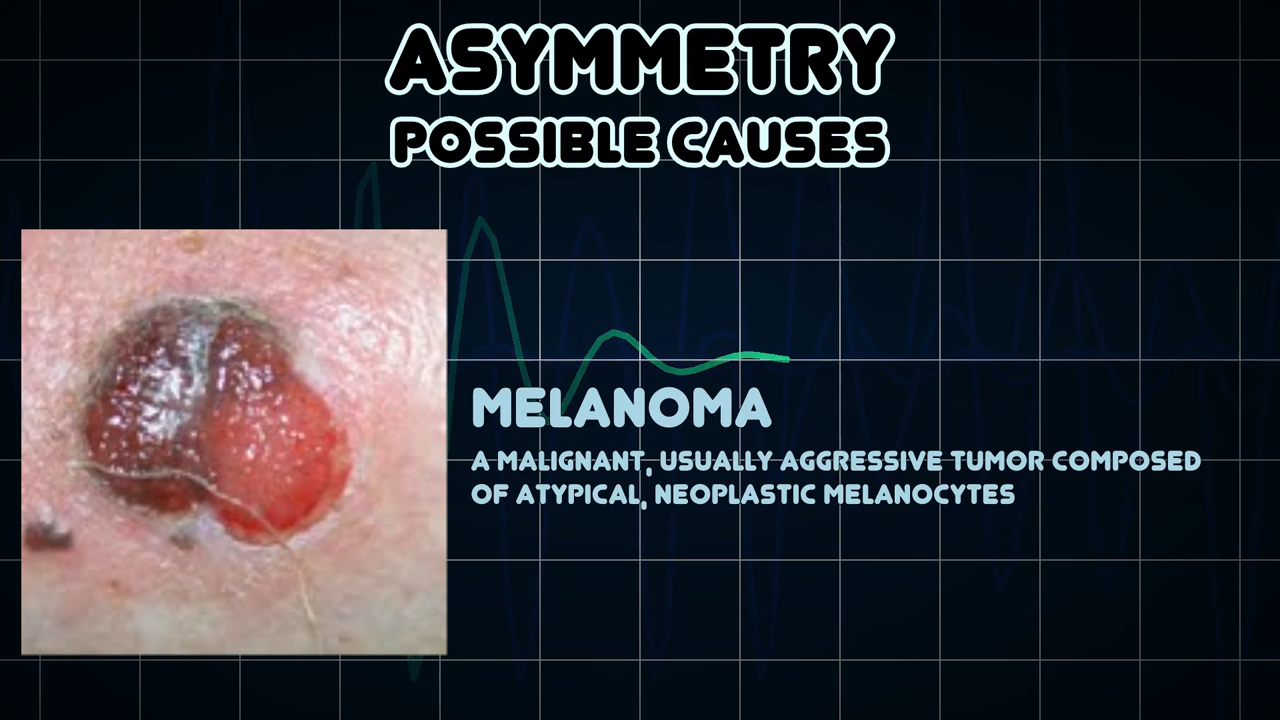 ASYMMETRY
POSSIBLE CAUSES
MELANOMA
A MALIGNANT, USUALLY AGGRESSIVE TUMOR COMPOSED
OF ATYPICAL, NEOPLASTIC MELANOCYTES